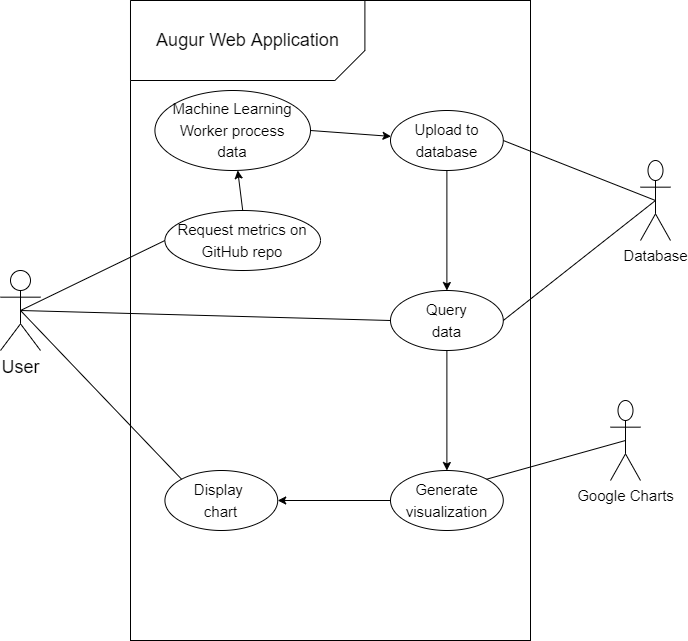 Augur Web Application
Machine Learning
Worker process
data
Upload to
database
Request metrics on
GitHub repo
Database
Query
data
User
Display
chart
Generate
visualization
Google Charts